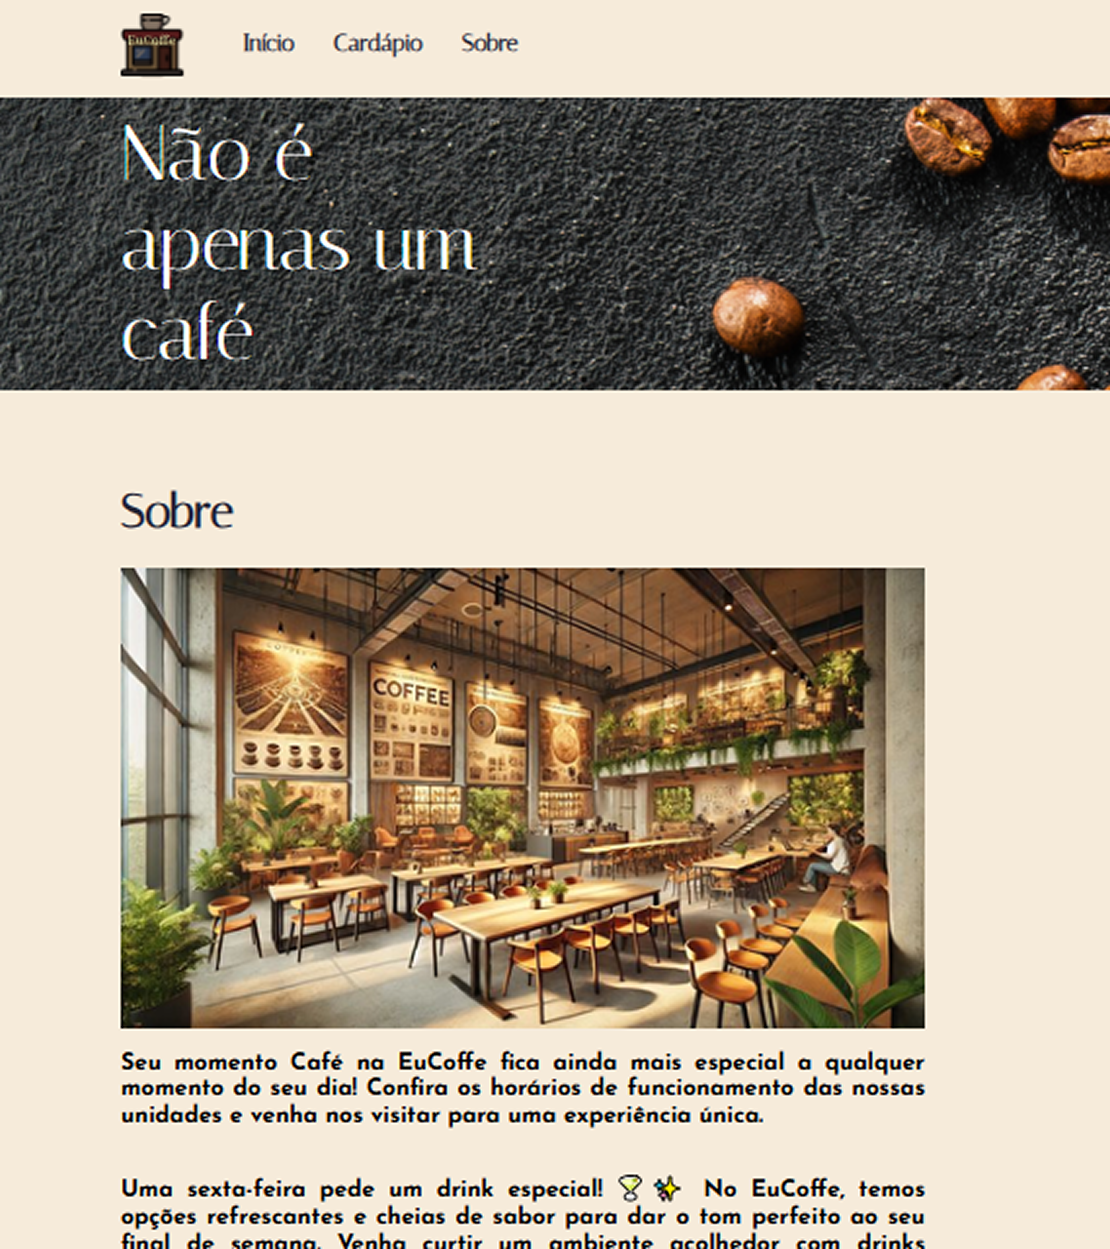 EuCoffe
Início Cardápio Sobre
Não é
apenas um
café
Sobre
COFFEE
Seu momento Café na EuCoffe fica ainda mais especial a qualquer
momento do seu dia! Confira os horários de funcionamento das nossas
unidades e venha nos visitar para uma experiência única.
Uma sexta-feira pede um drink especial! 🍸✨ No EuCoffe, temos
opções refrescantes e cheias de sabor para dar o tom perfeito ao seu
final de semana. Venha curtir um ambiente acolhedor com drinks